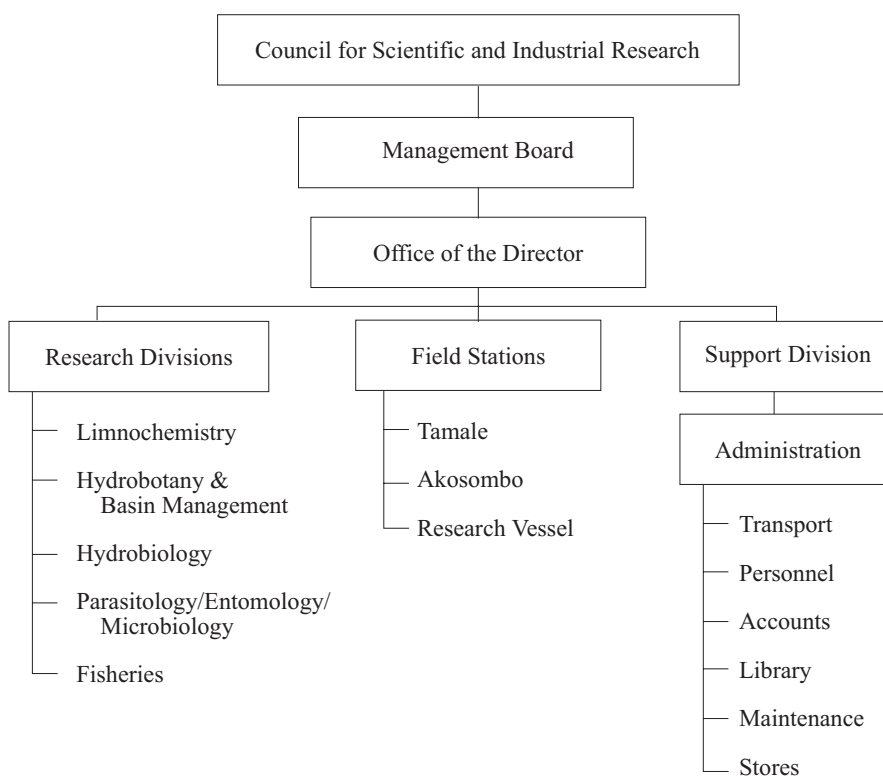 Council for Scientific and Industrial Research
Management Board
Office of the Director
Research Divisions
Limnochemistry
Hydrobotany &
Basin Management
Hydrobiology
Parasitology/Entomology/
Microbiology
Fisheries
Field Stations
Tamale
Akosombo
Research Vessel
Support Division
Administration
Transport
Personnel
Accounts
Library
Maintenance
Stores